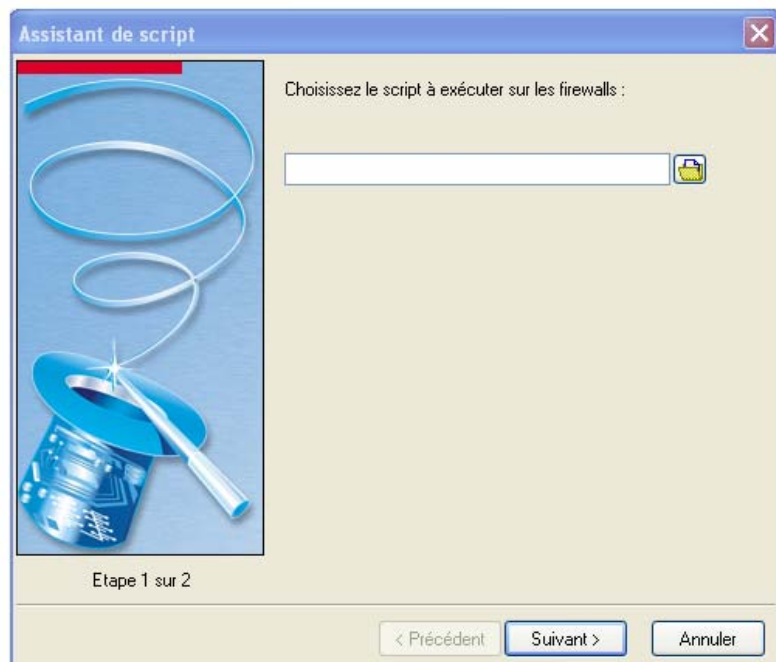 Assistant de script
Choisissez le script à exécuter sur les firewalls :
Etape 1 sur 2
< Précédent
Suivant >
Annuler